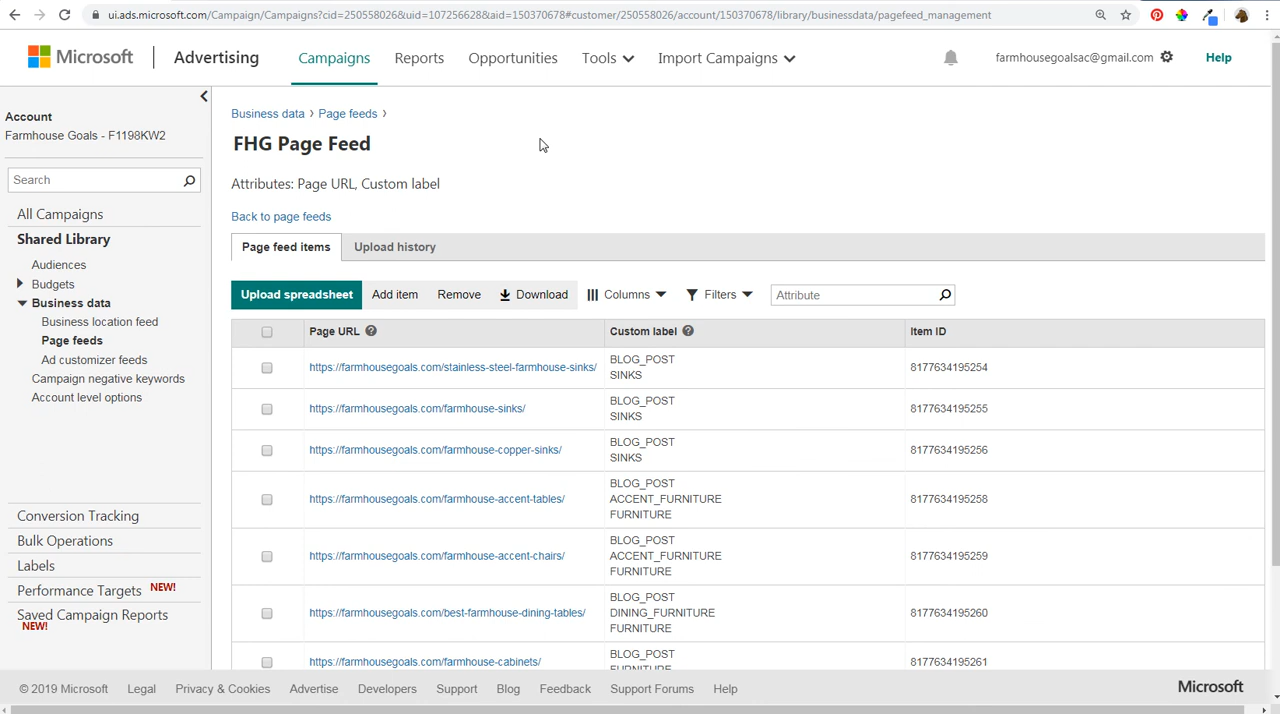 ui.ads.microsoft.com/Campaign/Campaigns?cid=250558026&uid=10725662&aid=150370678#customer/250558026/account/150370678/library/businessdata/pagefeed_management
Microsoft
Advertising
Campaigns
Reports
Opportunities
Tools
Import Campaigns
farmhousegoalsac@gmail.com
Help
Account
Farmhouse Goals - F1198KW2
Search
All Campaigns
Shared Library
Audiences
Budgets
Business data
Business location feed
Page feeds
Ad customizer feeds
Campaign negative keywords
Account level options
Conversion Tracking
Bulk Operations
Labels
Performance Targets NEW!
Saved Campaign Reports
NEW!
Business data › Page feeds ›
FHG Page Feed
Attributes: Page URL, Custom label
Back to page feeds
Page feed items
Upload history
Upload spreadsheet
Add item
Remove
Download
Columns
Filters
Attribute
Page URL ?
Custom label ?
Item ID
https://farmhousegoals.com/stainless-steel-farmhouse-sinks/
BLOG_POST
SINKS
8177634195254
https://farmhousegoals.com/farmhouse-sinks/
BLOG_POST
SINKS
8177634195255
https://farmhousegoals.com/farmhouse-copper-sinks/
BLOG_POST
SINKS
8177634195256
https://farmhousegoals.com/farmhouse-accent-tables/
BLOG_POST
ACCENT_FURNITURE
FURNITURE
8177634195258
https://farmhousegoals.com/farmhouse-accent-chairs/
BLOG_POST
ACCENT_FURNITURE
FURNITURE
8177634195259
https://farmhousegoals.com/best-farmhouse-dining-tables/
BLOG_POST
DINING_FURNITURE
FURNITURE
8177634195260
https://farmhousegoals.com/farmhouse-cabinets/
BLOG_POST
FURNITURE
8177634195261
© 2019 Microsoft
Legal
Privacy & Cookies
Advertise
Developers
Support
Blog
Feedback
Support Forums
Help
Microsoft